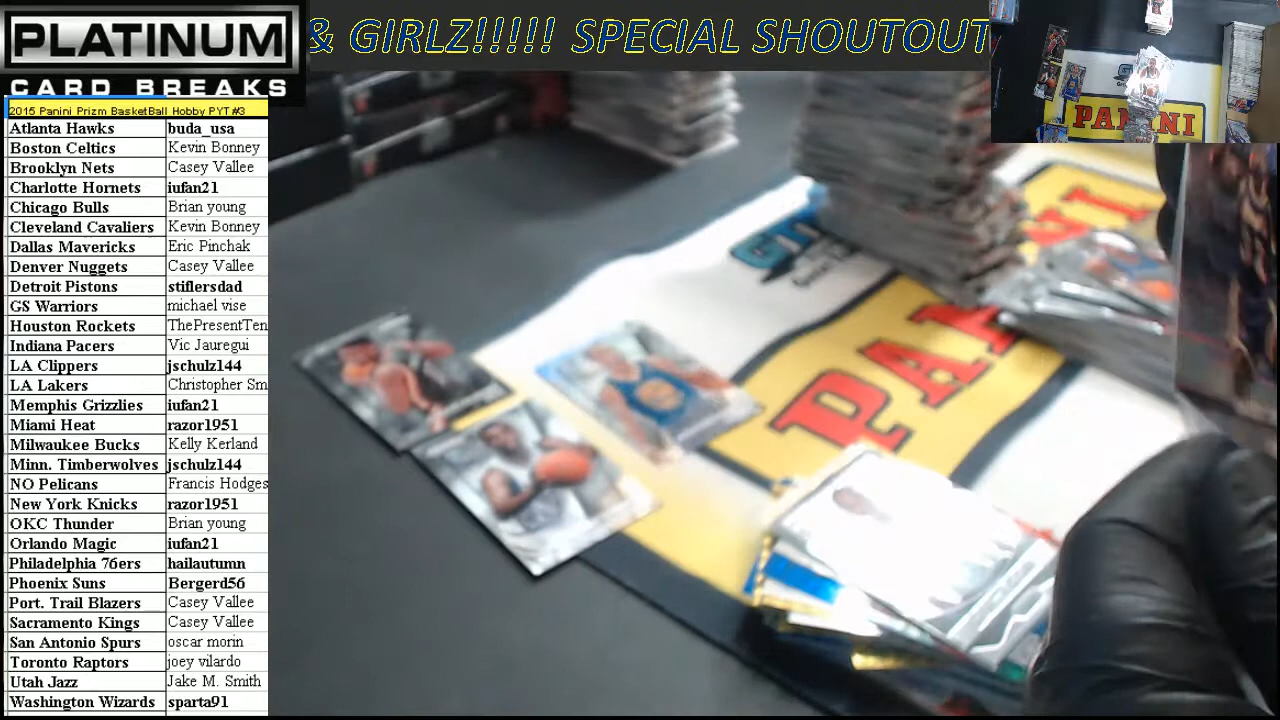 PLATINUM
CARD BREAKS
& GIRLZ!!!!! SPECIAL SHOUTOUT
2015 Panini Prizm BasketBall Hobby PYT #3
Atlanta Hawks buda_usa
Boston Celtics Kevin Bonney
Brooklyn Nets Casey Vallee
Charlotte Hornets iufan21
Chicago Bulls Brian young
Cleveland Cavaliers Kevin Bonney
Dallas Mavericks Eric Pinchak
Denver Nuggets Casey Vallee
Detroit Pistons stiflersdad
GS Warriors michael vise
Houston Rockets ThePresentTen
Indiana Pacers Vic Jauregui
LA Clippers jschulz144
LA Lakers Christopher Sm
Memphis Grizzlies iufan21
Miami Heat razor1951
Milwaukee Bucks Kelly Kerland
Minn. Timberwolves jschulz144
NO Pelicans Francis Hodges
New York Knicks razor1951
OKC Thunder Brian young
Orlando Magic iufan21
Philadelphia 76ers hailautumn
Phoenix Suns Bergerd56
Port. Trail Blazers Casey Vallee
Sacramento Kings Casey Vallee
San Antonio Spurs oscar morin
Toronto Raptors joey vilardo
Utah Jazz Jake M. Smith
Washington Wizards sparta91
PANINI